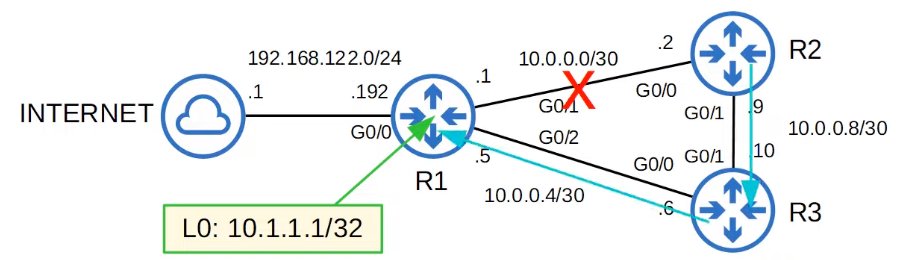 192.168.122.0/24
10.0.0.0/30
.2
R2
INTERNET
.1
.192
.1
G0/1
G0/0
G0/0
G0/1
.9
10.0.0.8/30
R1
G0/2
.5
G0/0
G0/1
.10
10.0.0.4/30
.6
R3
L0: 10.1.1.1/32